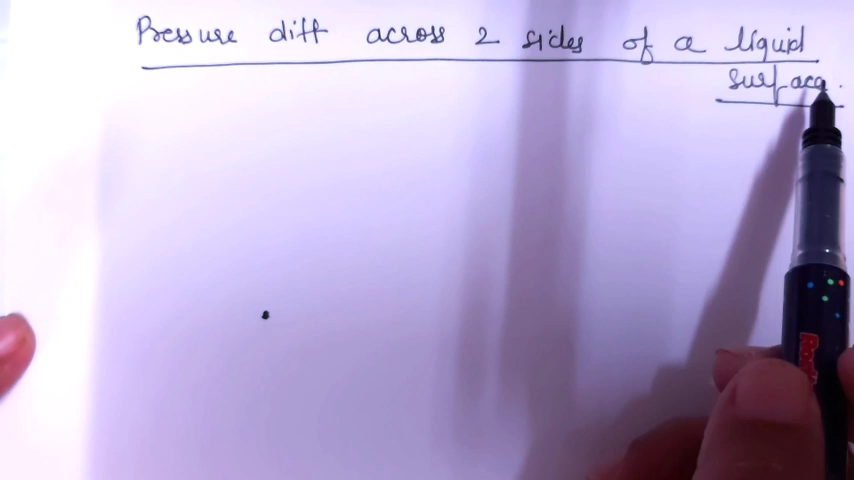 Pressure diff across 2 sides of a liquid
surface.